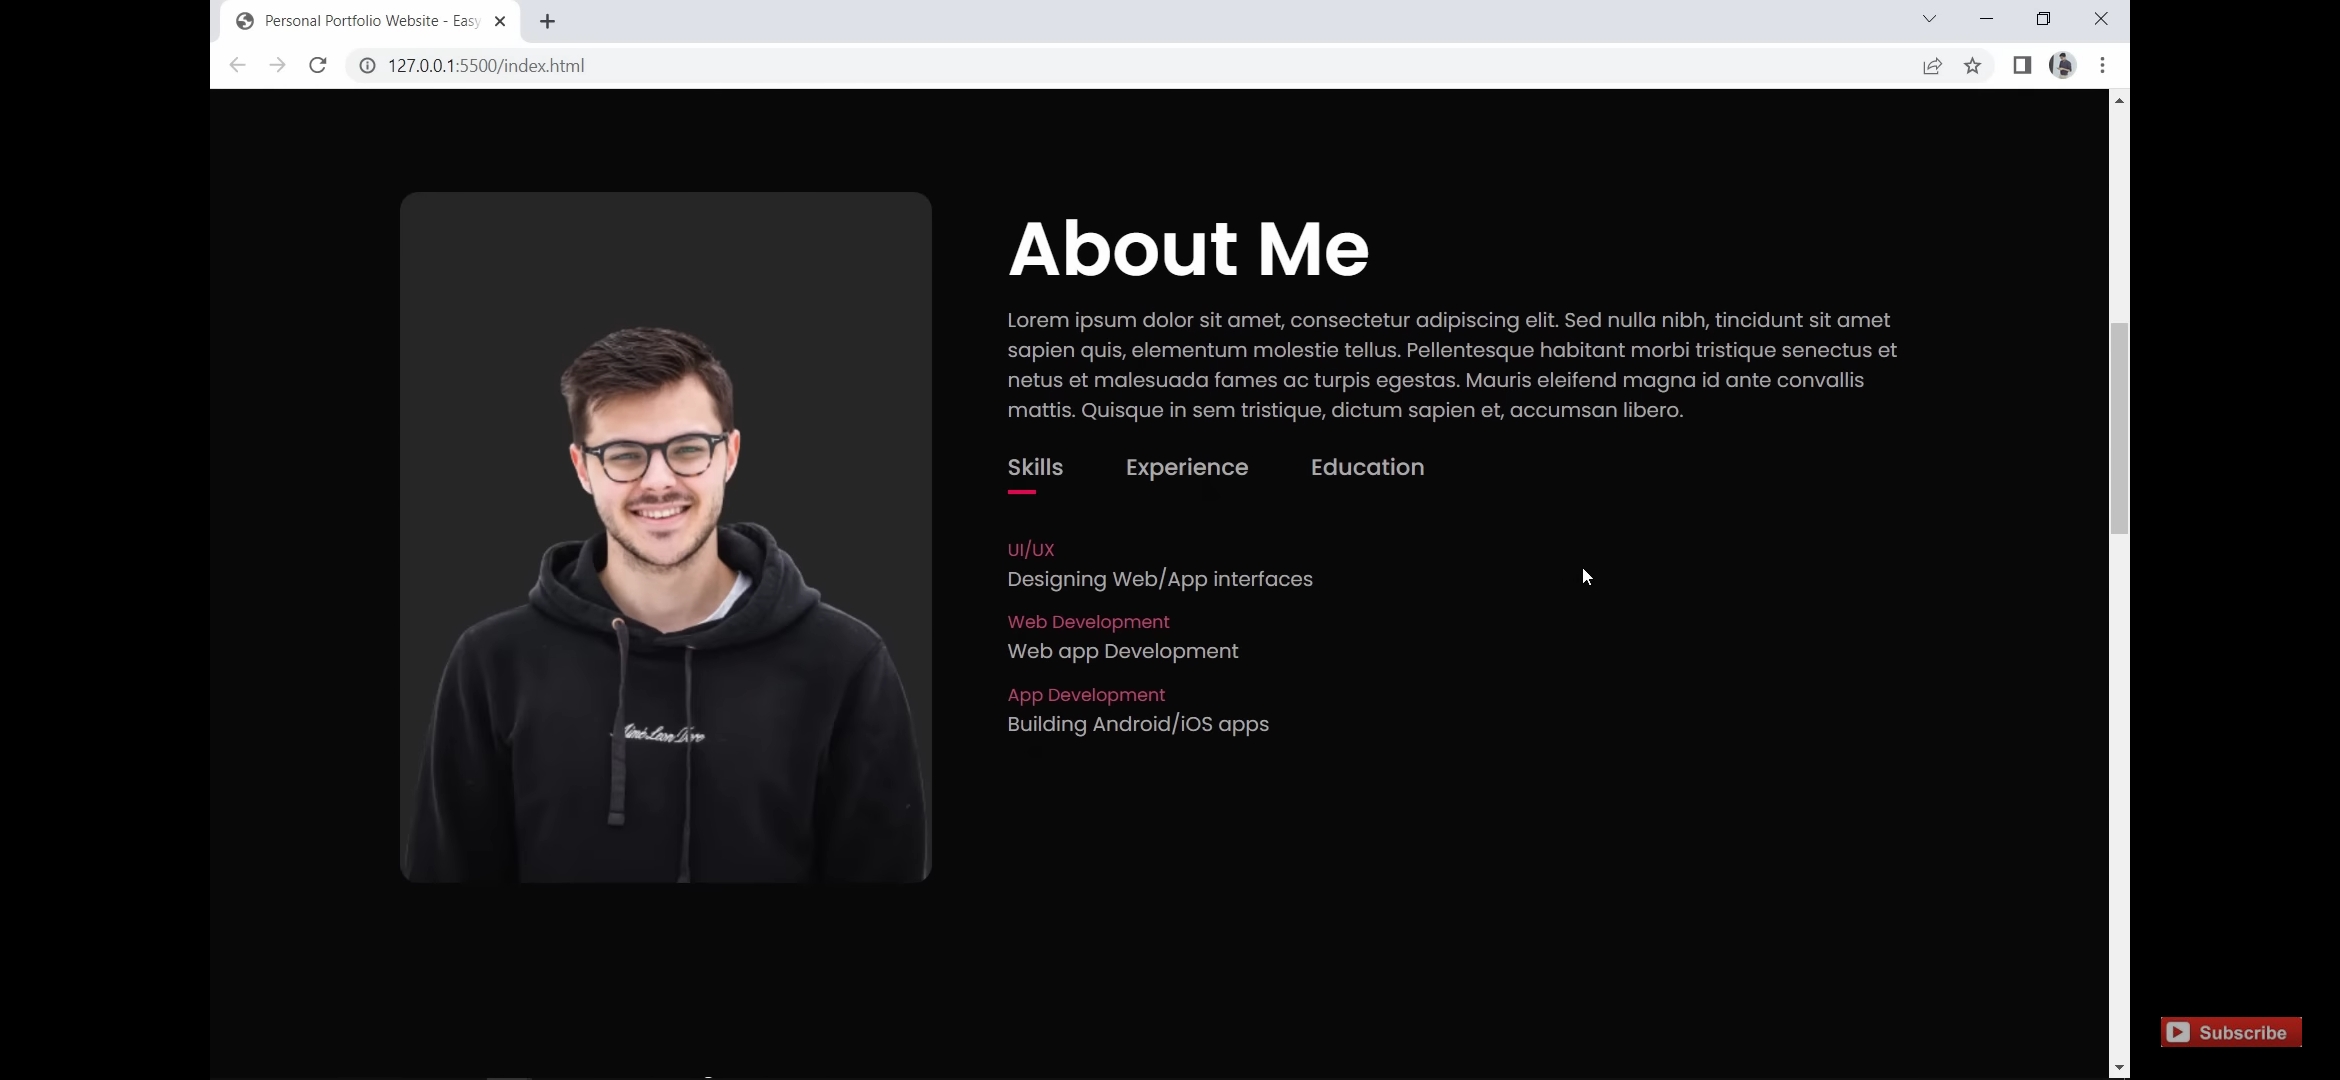 Personal Portfolio Website - Easy
127.0.0.1:5500/index.html
About Me
Lorem ipsum dolor sit amet, consectetur adipiscing elit. Sed nulla nibh, tincidunt sit amet
sapien quis, elementum molestie tellus. Pellentesque habitant morbi tristique senectus et
netus et malesuada fames ac turpis egestas. Mauris eleifend magna id ante convallis
mattis. Quisque in sem tristique, dictum sapien et, accumsan libero.
Skills Experience Education
UI/UX
Designing Web/App interfaces
Web Development
Web app Development
App Development
Building Android/iOS apps
Aimé Leon Dore
Subscribe